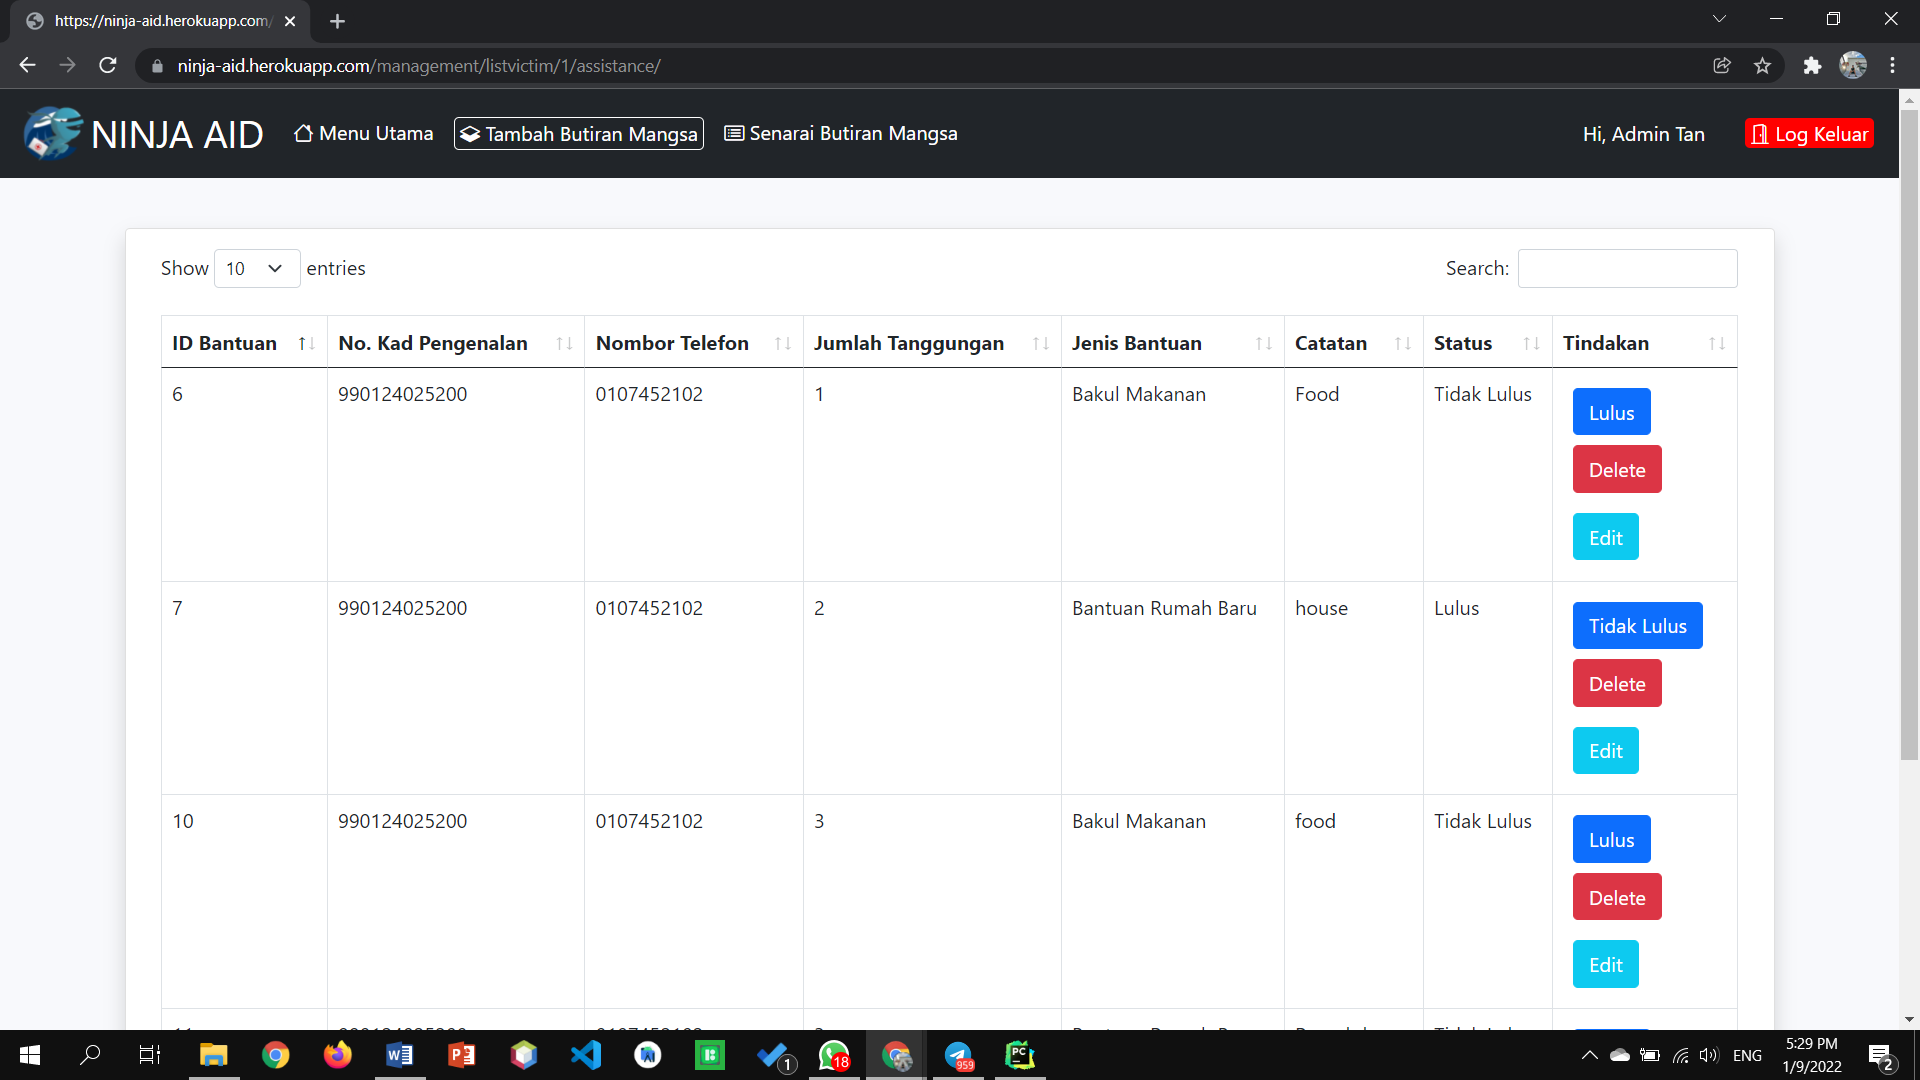 https://ninja-aid.herokuapp.com/
ninja-aid.herokuapp.com/management/listvictim/1/assistance/
NINJA AID Menu Utama Tambah Butiran Mangsa Senarai Butiran Mangsa Hi, Admin Tan Log Keluar
Show 10 entries Search:
ID Bantuan No. Kad Pengenalan Nombor Telefon Jumlah Tanggungan Jenis Bantuan Catatan Status Tindakan
6 990124025200 0107452102 1 Bakul Makanan Food Tidak Lulus Lulus
Delete
Edit
7 990124025200 0107452102 2 Bantuan Rumah Baru house Lulus Tidak Lulus
Delete
Edit
10 990124025200 0107452102 3 Bakul Makanan food Tidak Lulus Lulus
Delete
Edit
1 18 959 ENG 5:29 PM
1/9/2022 2